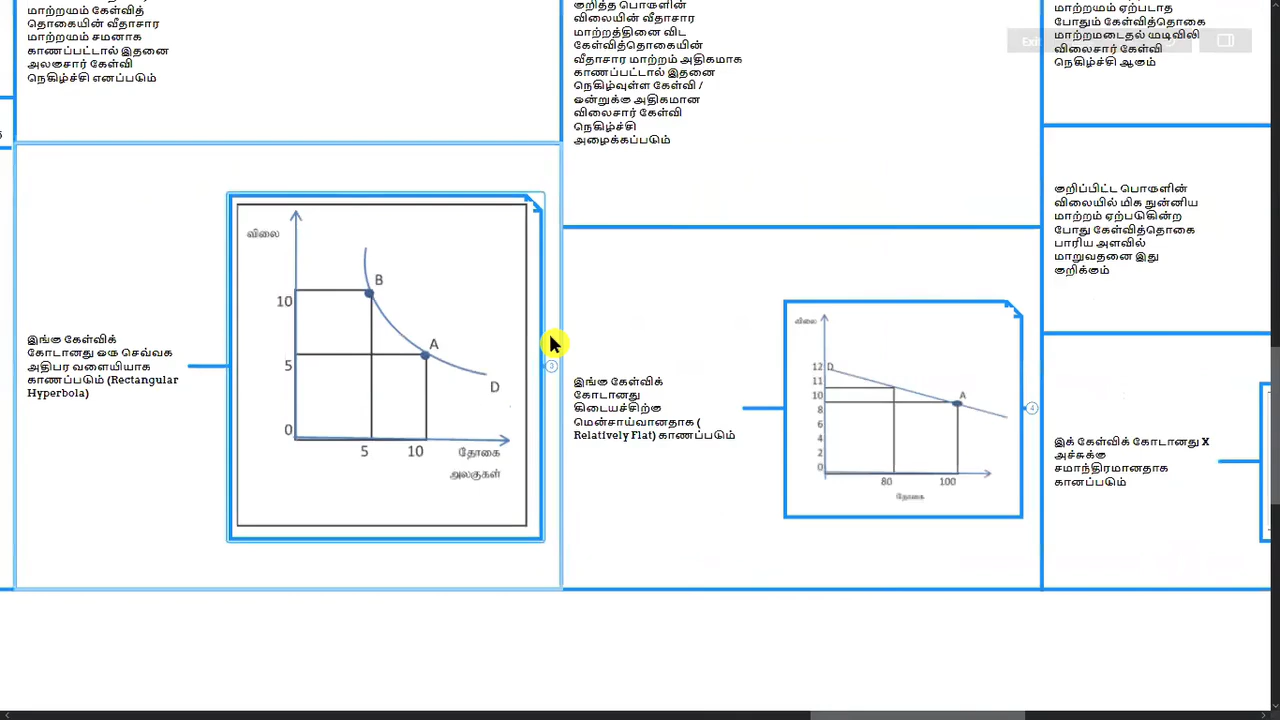 மாற்றமும் கேள்வித்
தொகையின் வீதாசார
மாற்றமும் சமனாக
காணப்பட்டால் இதனை
அலகுசார் கேள்வி
நெகிழ்ச்சி எனப்படும்
குறித்த பொருளின்
விலையின் வீதாசார
மாற்றத்தினை விட
கேள்வித்தொகையின்
வீதாசார மாற்றம் அதிகமாக
காணப்பட்டால் இதனை
நெகிழ்வுள்ள கேள்வி /
ஒன்றுக்கு அதிகமான
விலைசார் கேள்வி
நெகிழ்ச்சி
அழைக்கப்படும்
மாற்றமும் ஏற்படாத
போதும் கேள்வித்தொகை
மாற்றமடைதல் முடிவிலி
விலைசார் கேள்வி
நெகிழ்ச்சி ஆகும்
குறிப்பிட்ட பொருளின்
விலையில் மிக நுன்னிய
மாற்றம் ஏற்படுகின்ற
போது கேள்வித்தொகை
பாரிய அளவில்
மாறுவதனை இது
குறிக்கும்
இங்கு கேள்விக்
கோடானது ஒரு செவ்வக
அதிபர வளையியாக
காணப்படும் (Rectangular
Hyperbola)
விலை
B
10
A
5
D
0
5 10 தோகை
அலகுகள்
3
இங்கு கேள்விக்
கோடானது
கிடையச்சிற்கு
மென்சாய்வானதாக (
Relatively Flat) காணப்படும்
விலை
12 D
11
10 A
8
6
4
2
0
80 100
தோகை
4
இக் கேள்விக் கோடானது X
அச்சுக்கு
சமாந்திரமானதாக
கானப்படும்